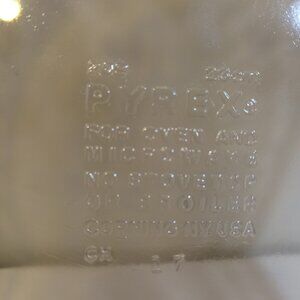 PYREX®
FOR OVEN AND
MICROWAVE
NO STOVETOP
OR BROILER
CORNING NY USA